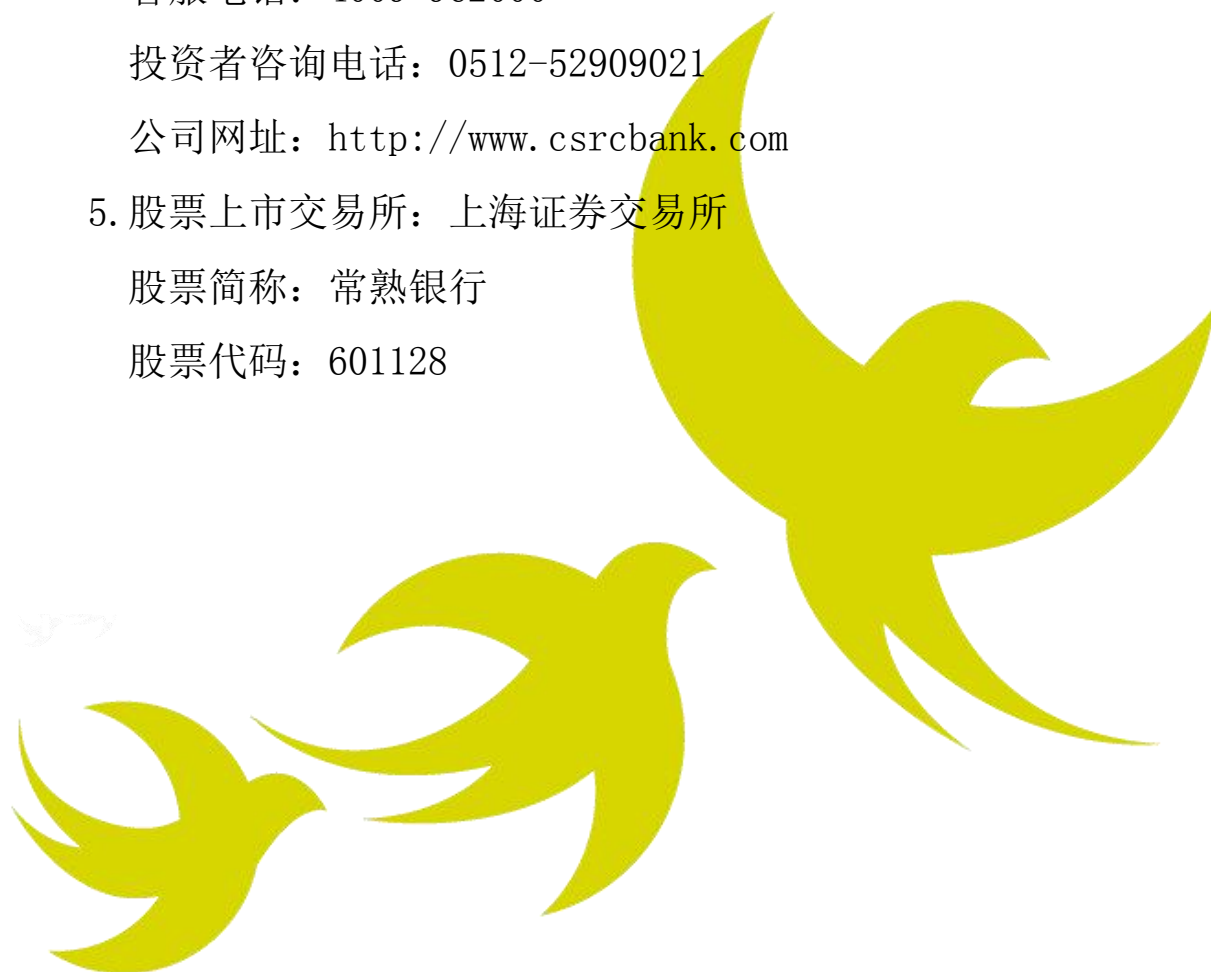 投资者咨询电话：0512-52909021
公司网址：http://www.csrcbank.com
5.股票上市交易所：上海证券交易所
股票简称：常熟银行
股票代码：601128